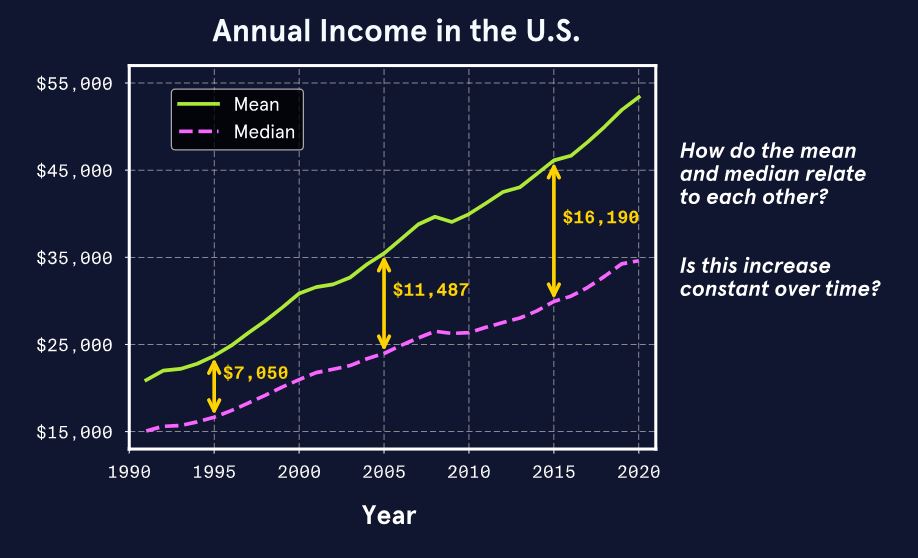 Annual Income in the U.S.
$55,000
$45,000
$35,000
$25,000
$15,000
Mean
Median
$7,050
$11,487
$16,190
1990 1995 2000 2005 2010 2015 2020
Year
How do the mean
and median relate
to each other?
Is this increase
constant over time?